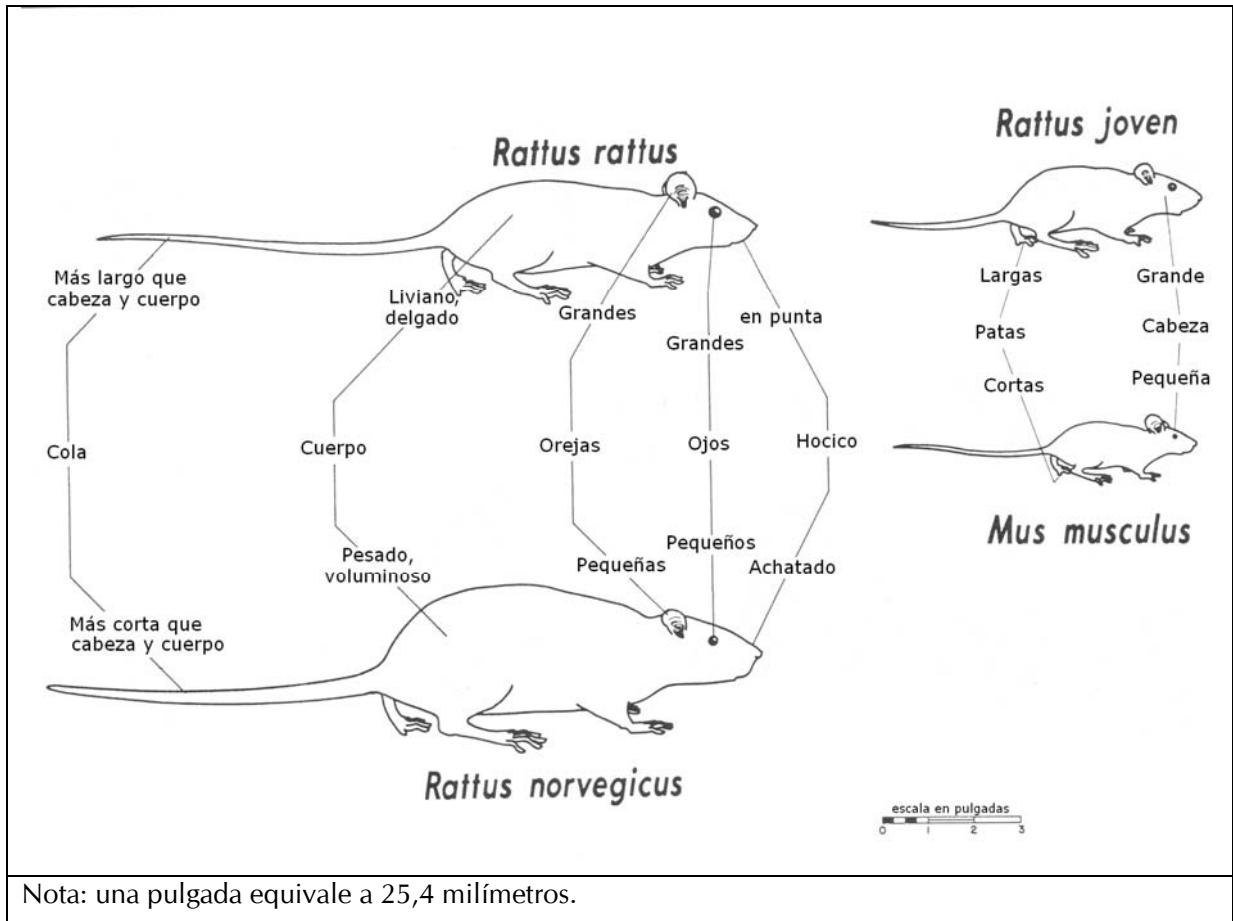 Rattus rattus
Más largo que
cabeza y cuerpo
Liviano,
delgado
Grandes
Grandes
en punta
Cola
Cuerpo
Orejas
Ojos
Hocico
Más corta que
cabeza y cuerpo
Pesado,
voluminoso
Pequeñas
Pequeños
Achatado
Rattus norvegicus
Rattus joven
Largas
Grande
Patas
Cabeza
Cortas
Pequeña
Mus musculus
escala en pulgadas
0 1 2 3
Nota: una pulgada equivale a 25,4 milímetros.